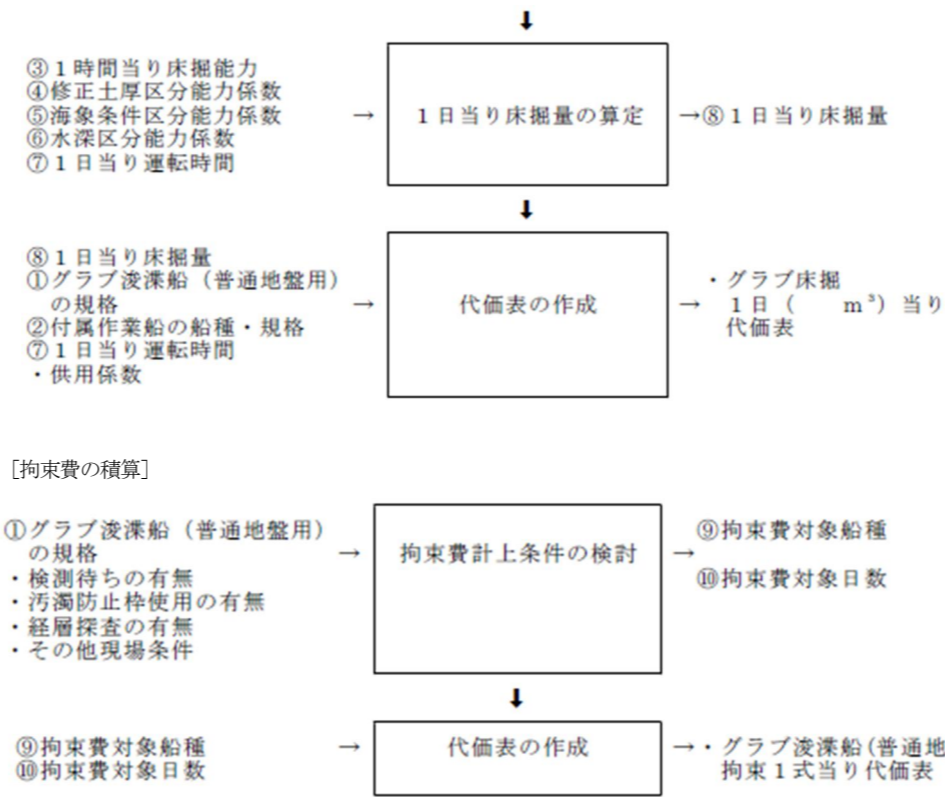 ⬇
③１時間当り床掘能力
④修正土厚区分能力係数
⑤海象条件区分能力係数
⑥水深区分能力係数
⑦１日当り運転時間
→
１日当り床掘量の算定
→⑧１日当り床掘量
⬇
⑧１日当り床掘量
①グラブ浚渫船（普通地盤用）
の規格
②付属作業船の船種・規格
⑦１日当り運転時間
・供用係数
→
代価表の作成
→
・グラブ床掘
１日（　　ｍ³）当り
代価表
［拘束費の積算］
①グラブ浚渫船（普通地盤用）
の規格
・検測待ちの有無
・汚濁防止枠使用の有無
・経層探査の有無
・その他現場条件
→
拘束費計上条件の検討
→
⑨拘束費対象船種
⑩拘束費対象日数
⬇
⑨拘束費対象船種
⑩拘束費対象日数
→
代価表の作成
→・グラブ浚渫船(普通地
拘束１式当り代価表